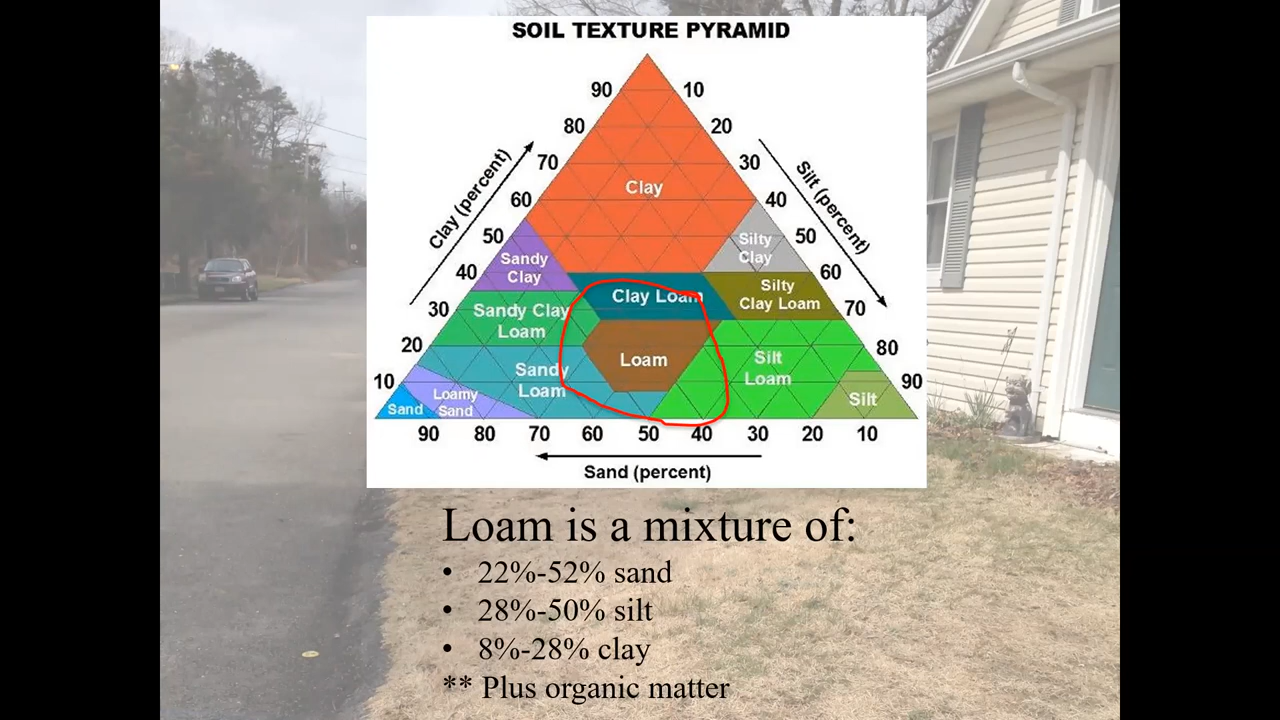 SOIL TEXTURE PYRAMID
90
10
80
20
70
30
Clay (percent)
Silt (percent)
Clay
60
40
50
Silty
Clay
50
Sandy
Clay
40
60
Clay Loam
Silty
Clay Loam
30
70
Sandy Clay
Loam
20
80
Loam
Silt
Loam
Sandy
Loam
10
90
Sand
Loamy
Sand
Silt
90 80 70 60 50 40 30 20 10
Sand (percent)
Loam is a mixture of:
• 22%-52% sand
• 28%-50% silt
• 8%-28% clay
** Plus organic matter